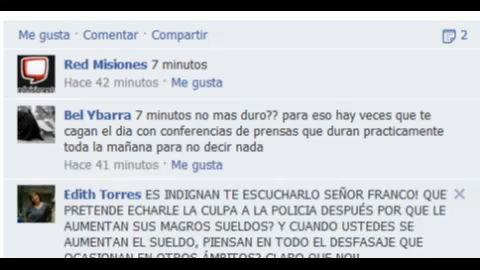 Me gusta · Comentar · Compartir 2
Red Misiones 7 minutos
Hace 42 minutos · Me gusta
Bel Ybarra 7 minutos no mas duro?? para eso hay veces que te
cagan el dia con conferencias de prensas que duran practicamente
toda la mañana para no decir nada
Hace 41 minutos · Me gusta
Edith Torres ES INDIGNAN TE ESCUCHARLO SEÑOR FRANCO! QUE
PRETENDE ECHARLE LA CULPA A LA POLICIA DESPUÉS POR QUE LE
AUMENTAN SUS MAGROS SUELDOS? Y CUANDO USTEDES SE
AUMENTAN EL SUELDO, PIENSAN EN TODO EL DESFASAJE QUE
OCASIONAN EN OTROS ÁMBITOS? CLARO QUE NO!!